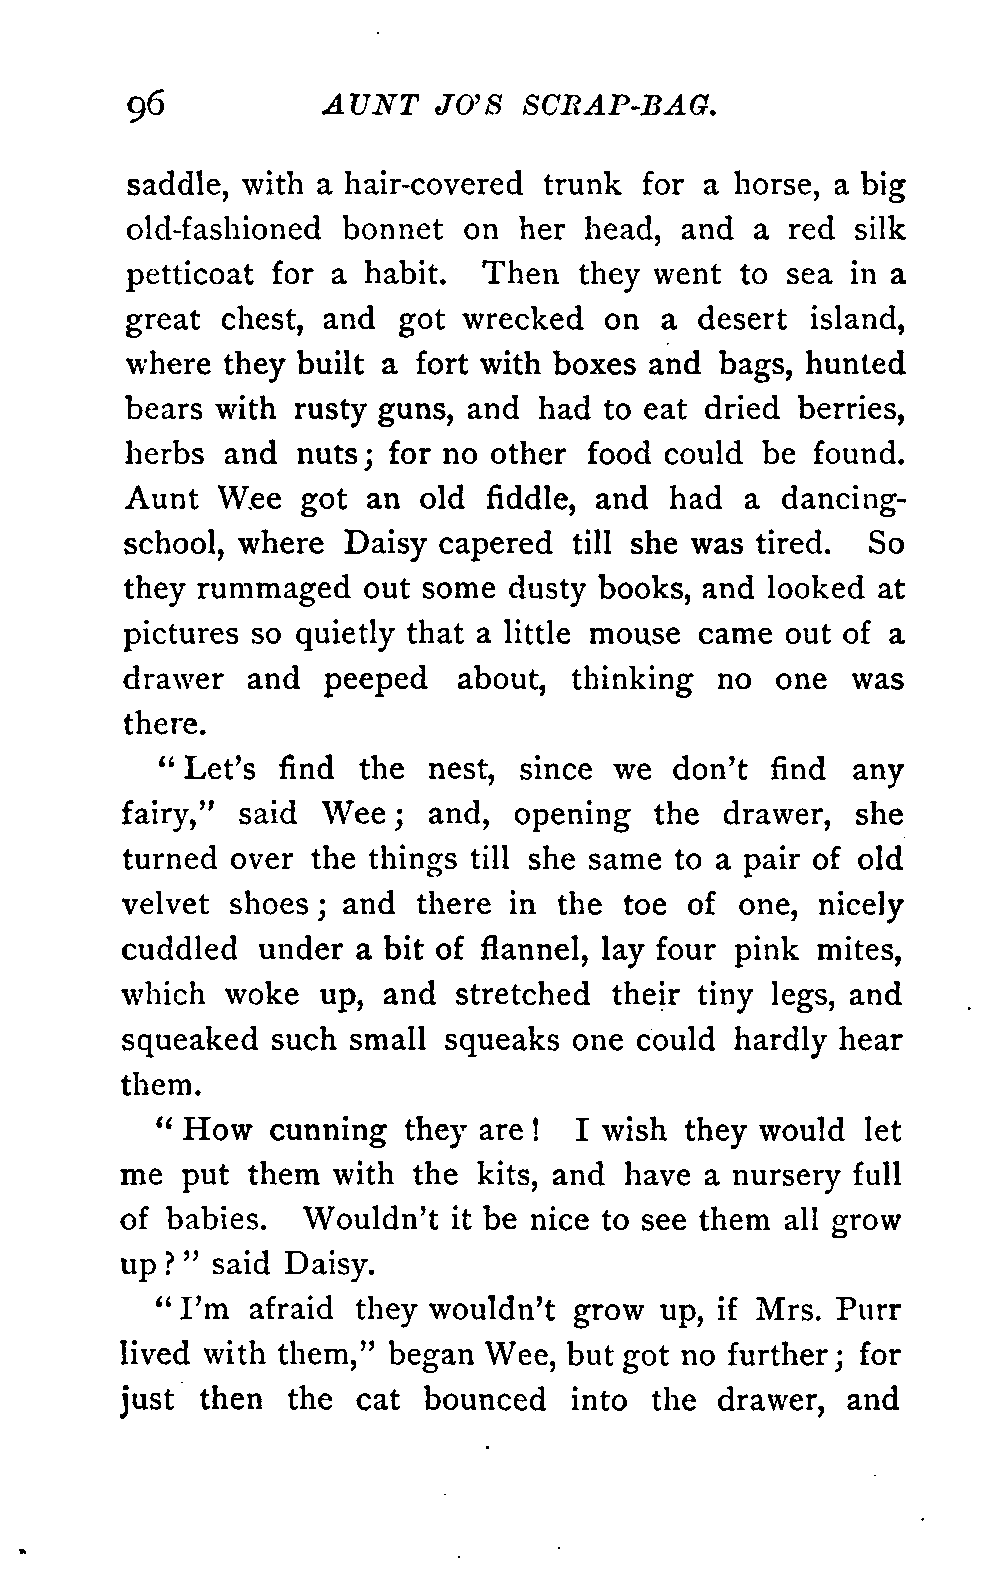 96 AUNT JO'S SCRAP-BAG.
saddle, with a hair-covered trunk for a horse, a big
old-fashioned bonnet on her head, and a red silk
petticoat for a habit. Then they went to sea in a
great chest, and got wrecked on a desert island,
where they built a fort with boxes and bags, hunted
bears with rusty guns, and had to eat dried berries,
herbs and nuts; for no other food could be found.
Aunt Wee got an old fiddle, and had a dancing-
school, where Daisy capered till she was tired. So
they rummaged out some dusty books, and looked at
pictures so quietly that a little mouse came out of a
drawer and peeped about, thinking no one was
there.
"Let's find the nest, since we don't find any
fairy," said Wee; and, opening the drawer, she
turned over the things till she same to a pair of old
velvet shoes; and there in the toe of one, nicely
cuddled under a bit of flannel, lay four pink mites,
which woke up, and stretched their tiny legs, and
squeaked such small squeaks one could hardly hear
them.
"How cunning they are! I wish they would let
me put them with the kits, and have a nursery full
of babies. Wouldn't it be nice to see them all grow
up?" said Daisy.
"I'm afraid they wouldn't grow up, if Mrs. Purr
lived with them," began Wee, but got no further; for
just then the cat bounced into the drawer, and